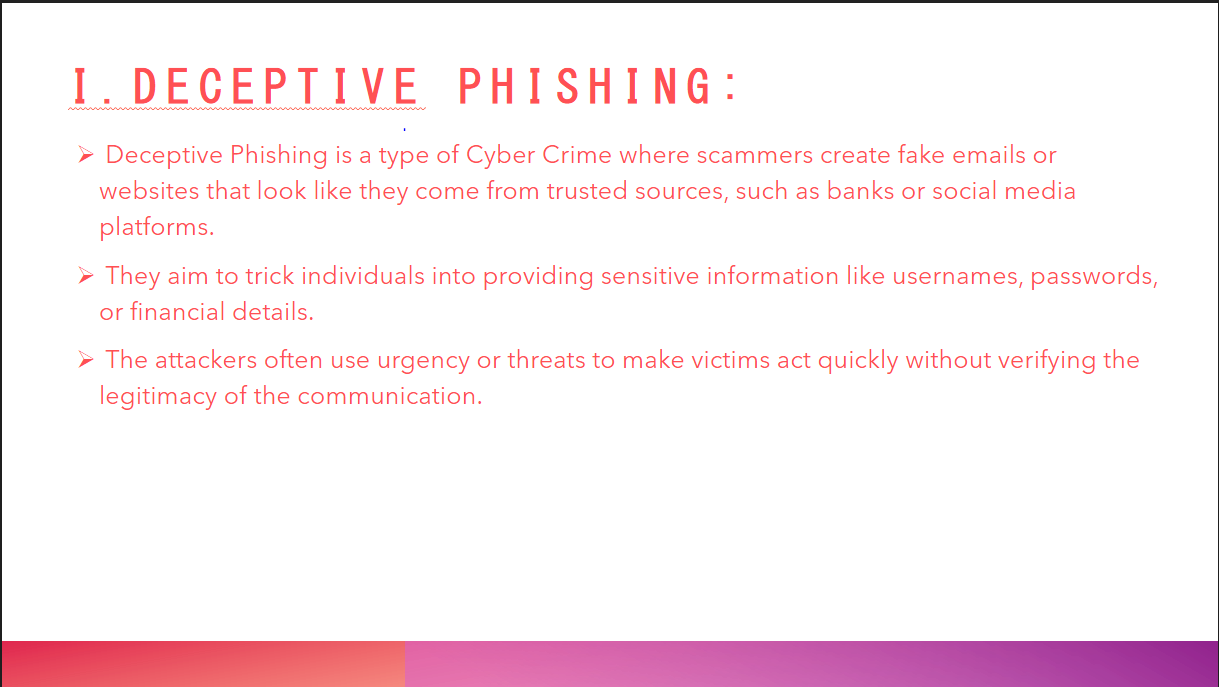 I.DECEPTIVE PHISHING:
➢ Deceptive Phishing is a type of Cyber Crime where scammers create fake emails or
websites that look like they come from trusted sources, such as banks or social media
platforms.
➢ They aim to trick individuals into providing sensitive information like usernames, passwords,
or financial details.
➢ The attackers often use urgency or threats to make victims act quickly without verifying the
legitimacy of the communication.